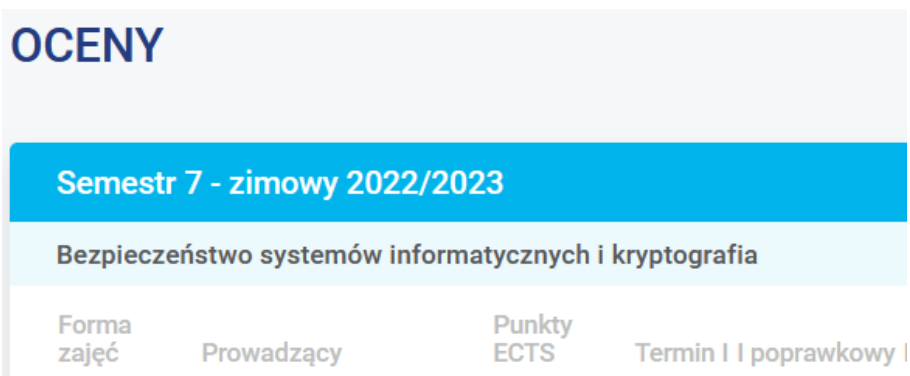 OCENY
Semestr 7 - zimowy 2022/2023
Bezpieczeństwo systemów informatycznych i kryptografia
Forma zajęć
Prowadzący
Punkty ECTS
Termin I I poprawkowy